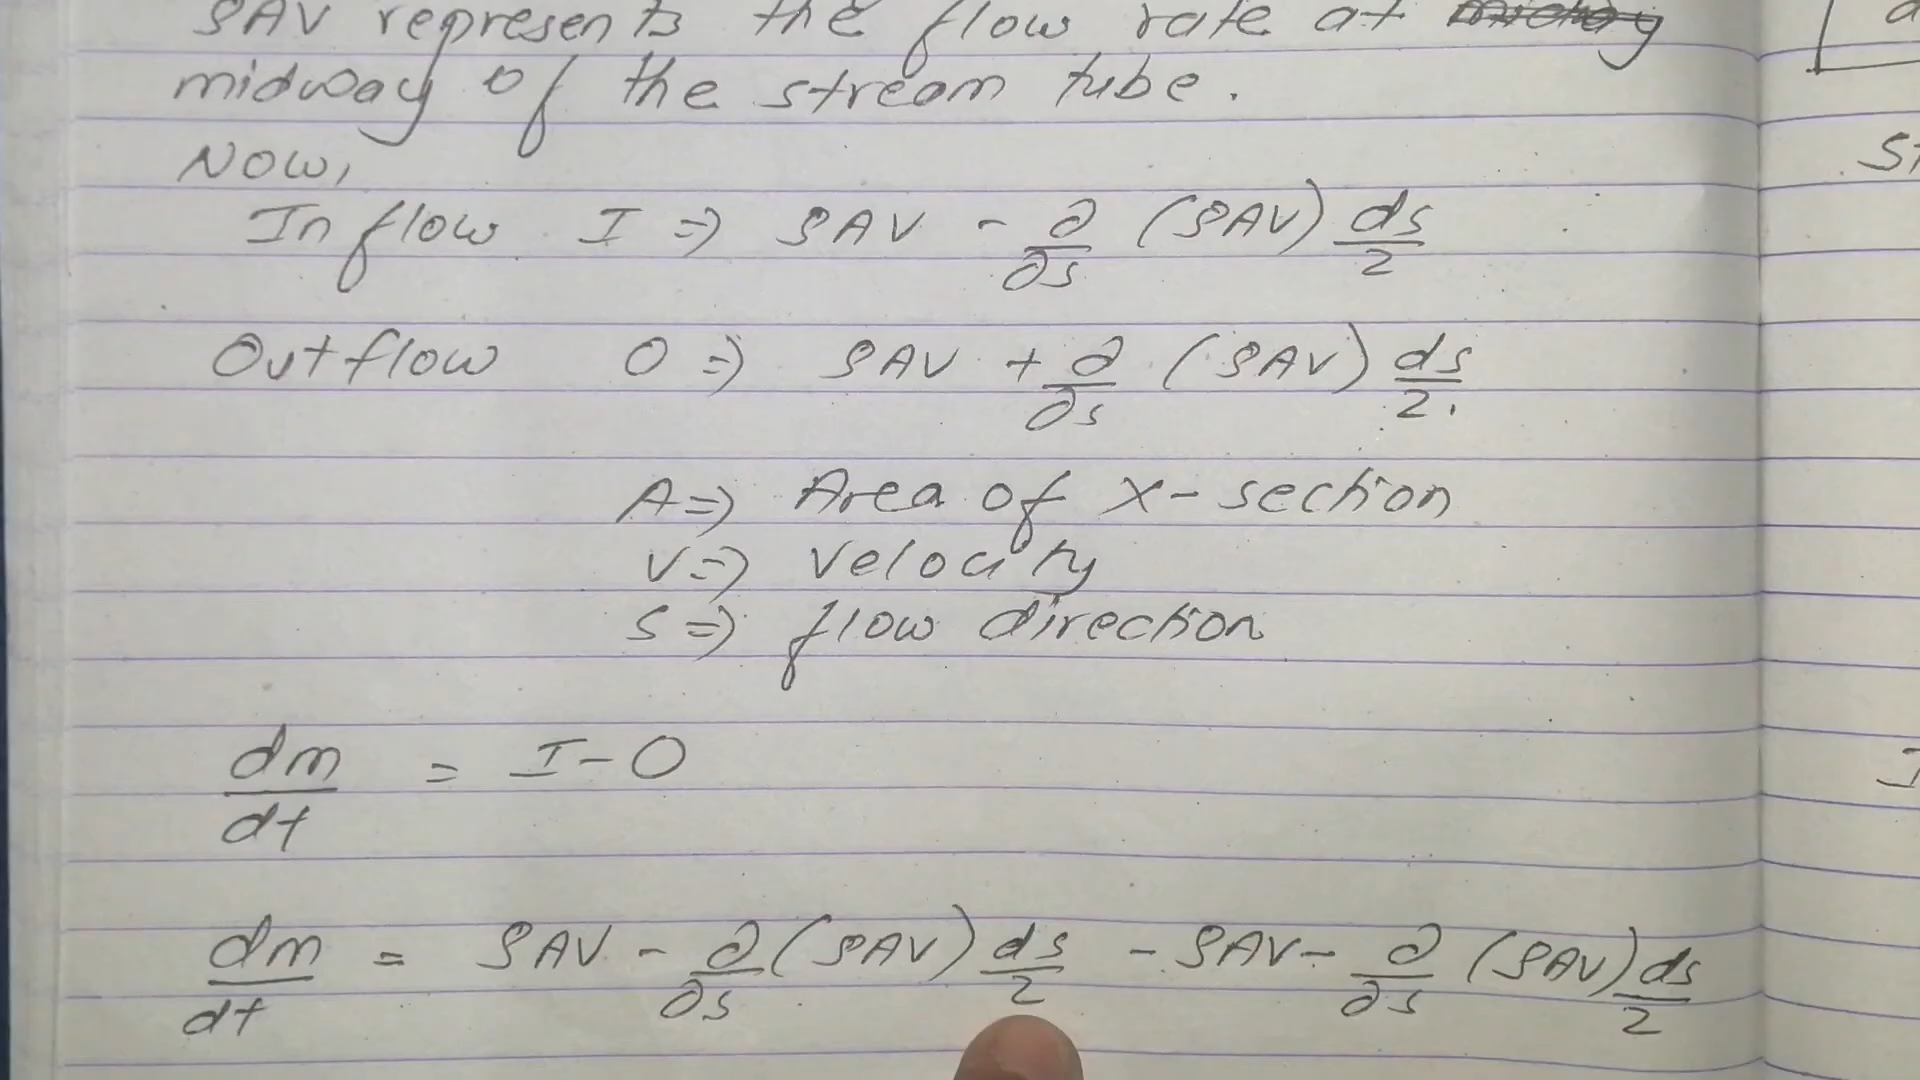 ρAV represents the flow rate at
midway of the stream tube.
Now,
Inflow I ⇒ ρAV - ∂/∂s (ρAV) ds/2
Outflow O ⇒ ρAV + ∂/∂s (ρAV) ds/2.
A ⇒ Area of X-section
V ⇒ Velocity
S ⇒ flow direction
dm/dt = I - O
dm/dt = ρAV - ∂/∂s (ρAV) ds/2 - ρAV - ∂/∂s (ρAV) ds/2